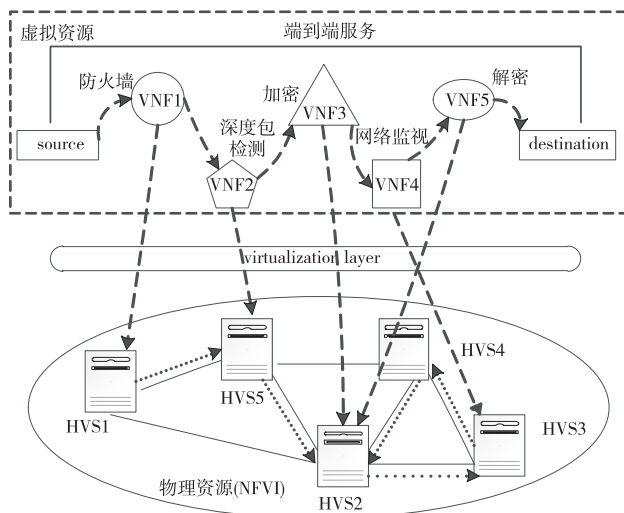 虚拟资源
端到端服务
防火墙
VNF1
加密
VNF3
解密
VNF5
source
深度包
检测
网络监视
destination
VNF2
VNF4
virtualization layer
HVS1
HVS5
HVS4
HVS3
HVS2
物理资源(NFVI)